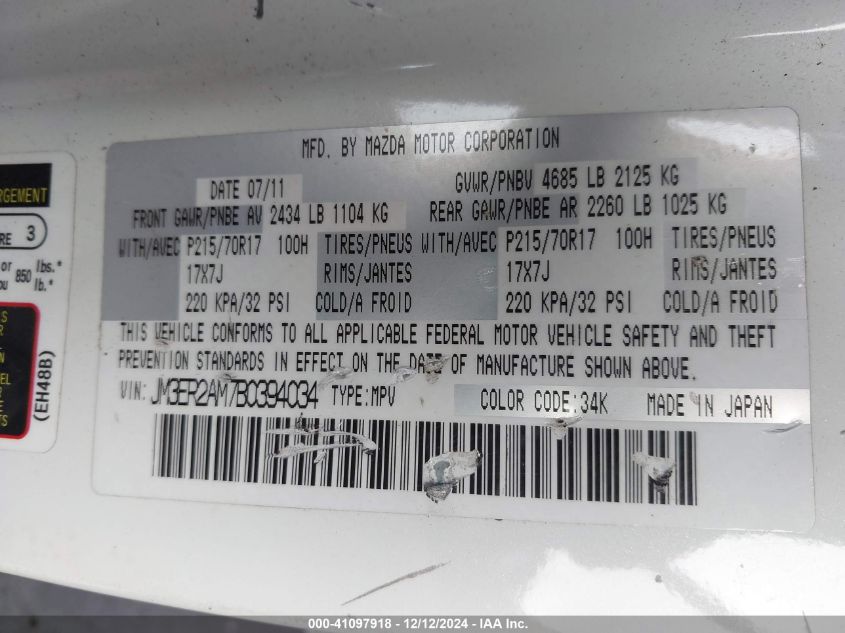 MFD. BY MAZDA MOTOR CORPORATION
DATE 07/11 GVWR/PNBV 4685 LB 2125 KG
FRONT GAWR/PNBE AV 2434 LB 1104 KG REAR GAWR/PNBE AR 2260 LB 1025 KG
WITH/AVEC P215/70R17 100H TIRES/PNEUS WITH/AVEC P215/70R17 100H TIRES/PNEUS
17X7J RIMS/JANTES 17X7J RIMS/JANTES
220 KPA/32 PSI COLD/A FROID 220 KPA/32 PSI COLD/A FROID
THIS VEHICLE CONFORMS TO ALL APPLICABLE FEDERAL MOTOR VEHICLE SAFETY AND THEFT
PREVENTION STANDARDS IN EFFECT ON THE DATE OF MANUFACTURE SHOWN ABOVE.
VIN: JM3ER2AM7B0394034 TYPE:MPV COLOR CODE:34K MADE IN JAPAN
RGEMENT
RE 3
or 850 lbs.*
ou lb.*
(EH48B)
000-41097918 - 12/12/2024 - IAA Inc.